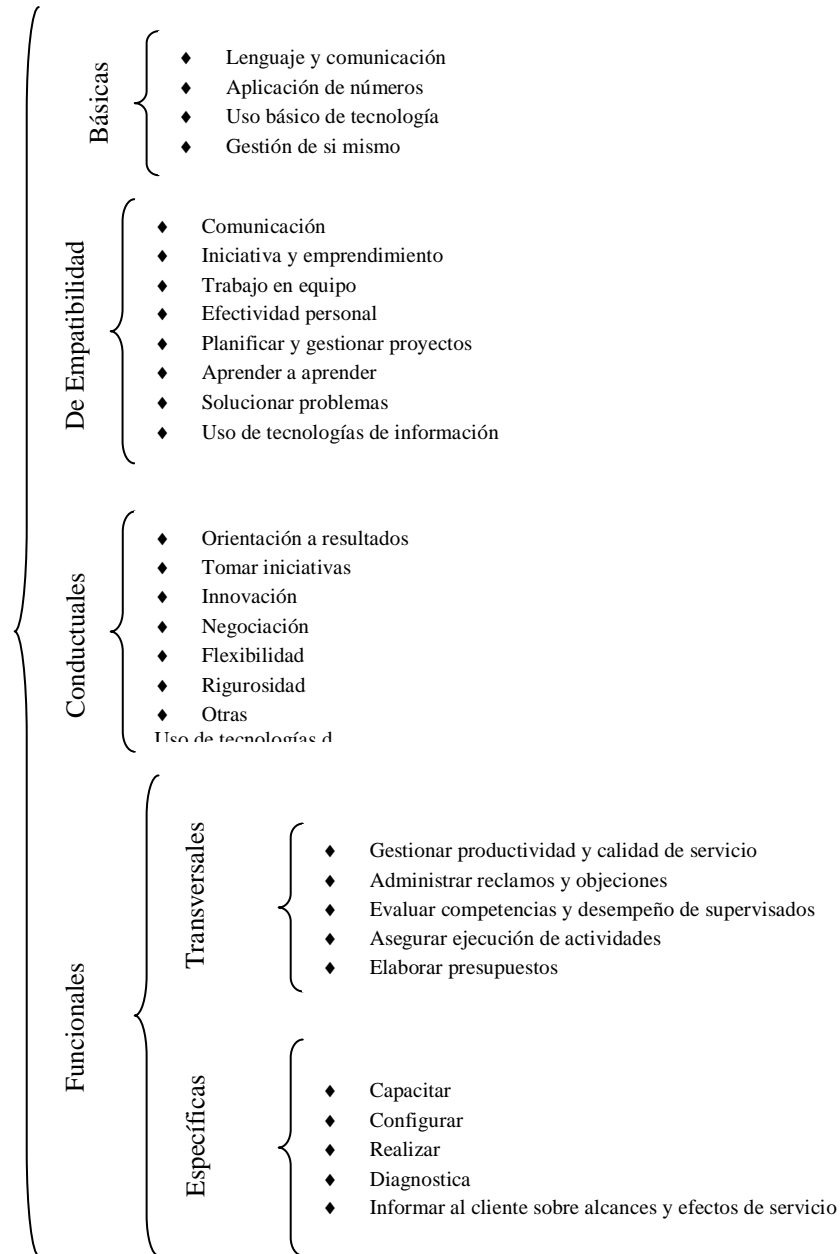 Básicas
♦ Lenguaje y comunicación
♦ Aplicación de números
♦ Uso básico de tecnología
♦ Gestión de si mismo
De Empatibilidad
♦ Comunicación
♦ Iniciativa y emprendimiento
♦ Trabajo en equipo
♦ Efectividad personal
♦ Planificar y gestionar proyectos
♦ Aprender a aprender
♦ Solucionar problemas
♦ Uso de tecnologías de información
Conductuales
♦ Orientación a resultados
♦ Tomar iniciativas
♦ Innovación
♦ Negociación
♦ Flexibilidad
♦ Rigurosidad
♦ Otras
Uso de tecnologías d
Funcionales
Transversales
♦ Gestionar productividad y calidad de servicio
♦ Administrar reclamos y objeciones
♦ Evaluar competencias y desempeño de supervisados
♦ Asegurar ejecución de actividades
♦ Elaborar presupuestos
Específicas
♦ Capacitar
♦ Configurar
♦ Realizar
♦ Diagnostica
♦ Informar al cliente sobre alcances y efectos de servicio